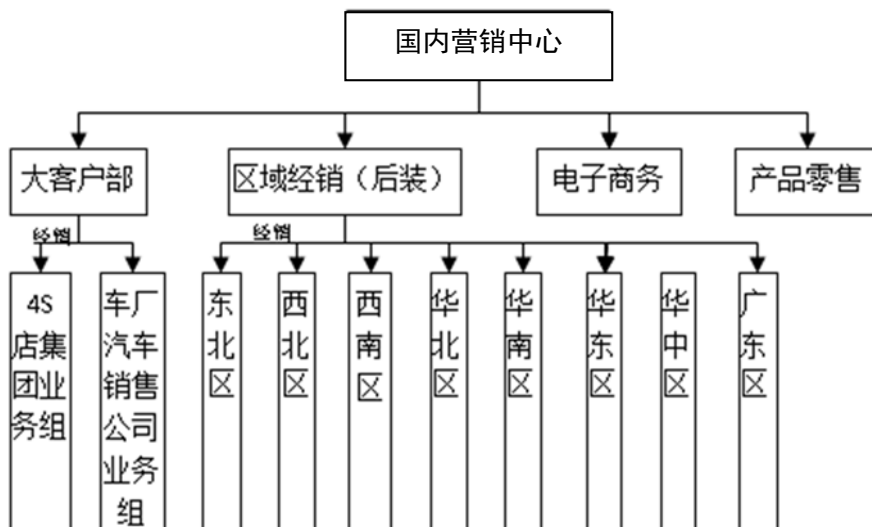 国内营销中心
大客户部
区域经销（后装）
电子商务
产品零售
经销
经销
4S
店集
团业
务组
车厂
汽车
销售
公司
业务
组
东
北
区
西
北
区
西
南
区
华
北
区
华
南
区
华
东
区
华
中
区
广
东
区